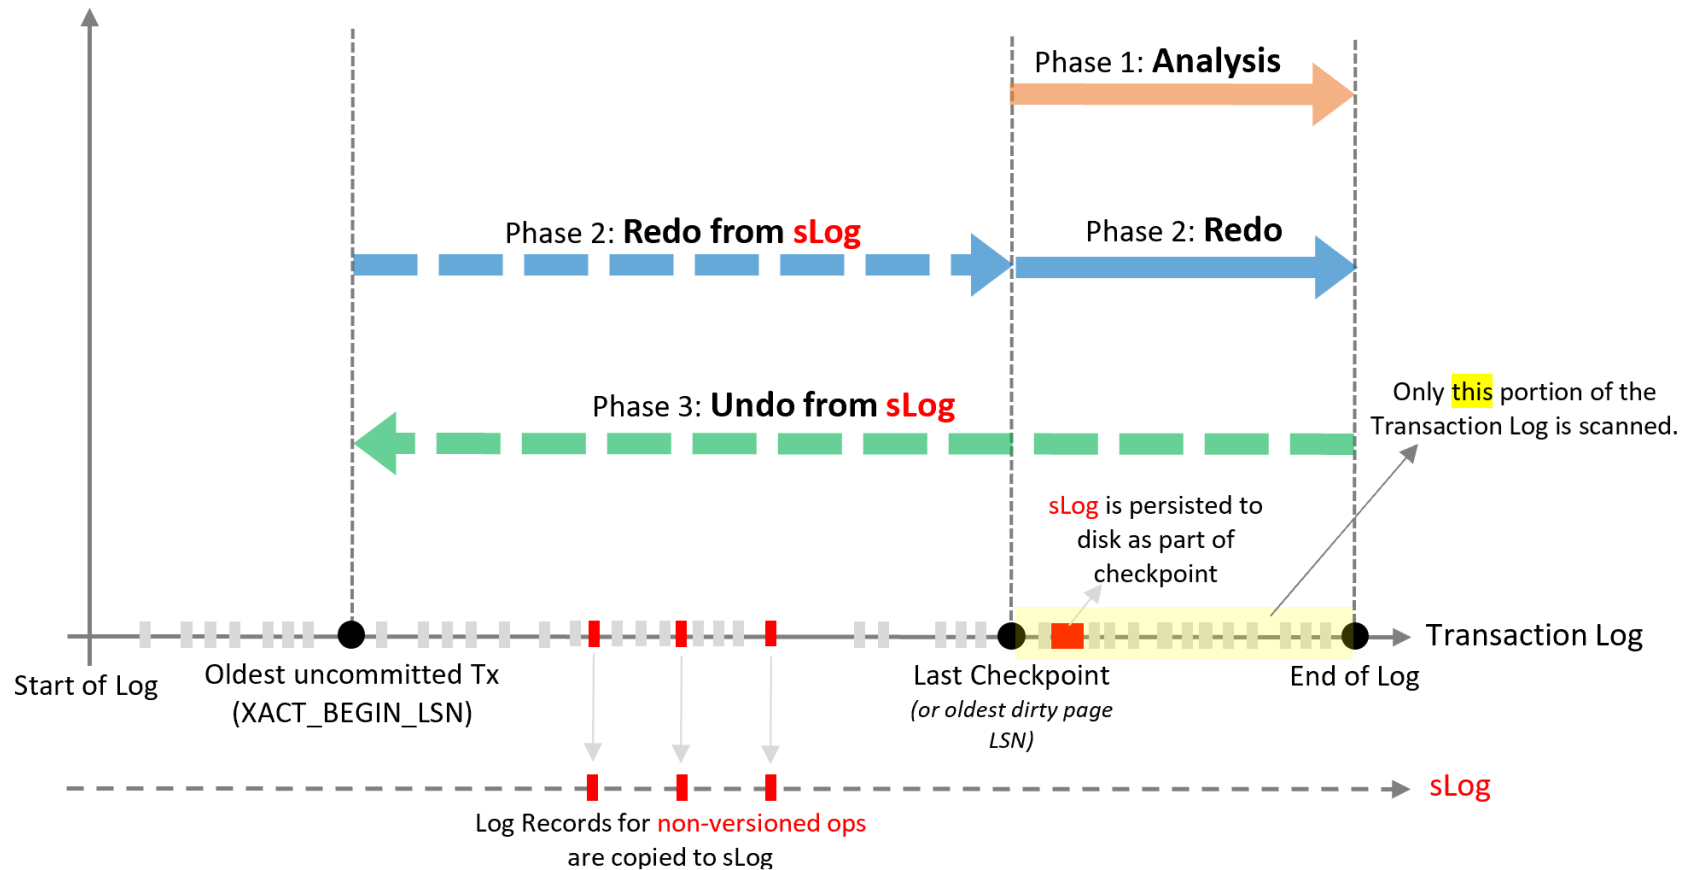 Phase 1: Analysis
Phase 2: Redo from sLog
Phase 2: Redo
Phase 3: Undo from sLog
Only this portion of the
Transaction Log is scanned.
sLog is persisted to
disk as part of
checkpoint
Transaction Log
Start of Log
Oldest uncommitted Tx
(XACT_BEGIN_LSN)
Last Checkpoint
(or oldest dirty page
LSN)
End of Log
sLog
Log Records for non-versioned ops
are copied to sLog